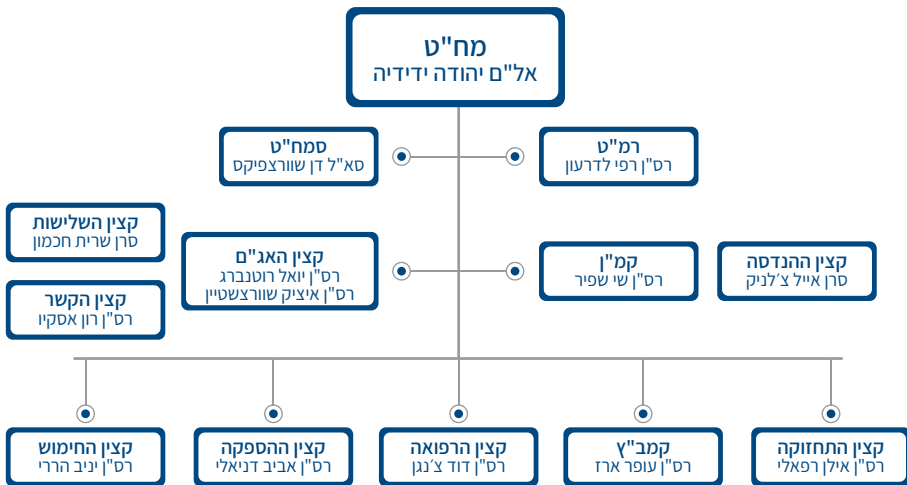 מח"ט
אל"ם יהודה ידידיה
רמ"ט
רס"ן רפי לדרעון
סמח"ט
סא"ל דן שוורצפיקס
קצין ההנדסה
סרן אייל צ'לניק
קמ"ן
רס"ן שי שפיר
קצין האג"ם
רס"ן יואל רוטנברג
רס"ן איציק שוורצשטיין
קצין השלישות
סרן שרית חכמון
קצין הקשר
רס"ן רון אסקיו
קצין התחזוקה
רס"ן אילן רפאלי
קמב"ץ
רס"ן עופר ארז
קצין הרפואה
רס"ן דוד צ'נגן
קצין ההספקה
רס"ן אביב דניאלי
קצין החימוש
רס"ן יניב הררי